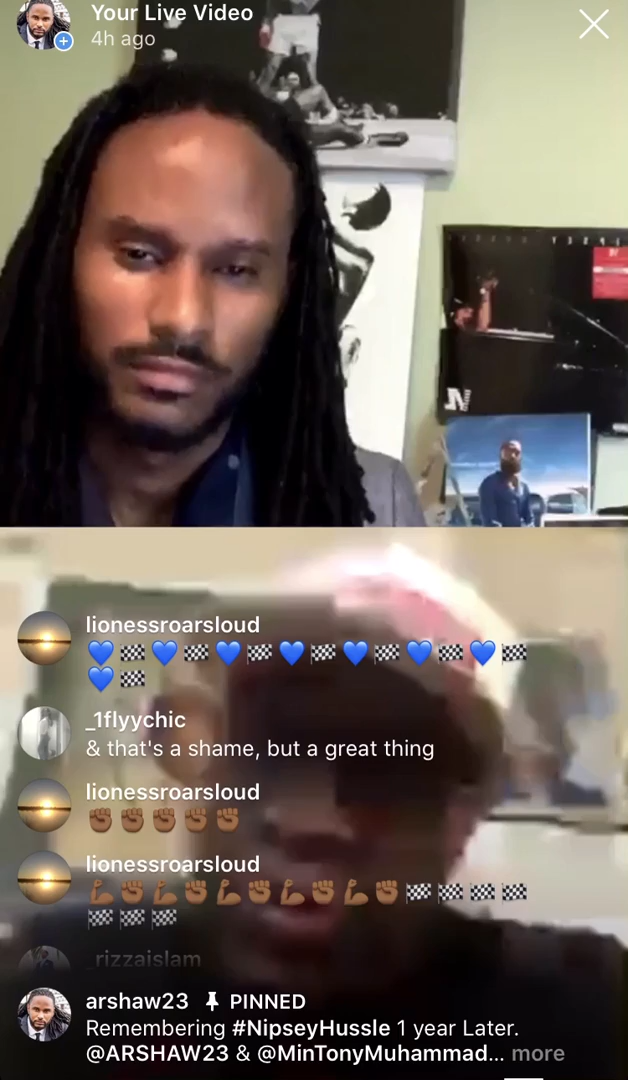 Your Live Video
4h ago
lionessroarsloud
💙🏁💙🏁💙🏁💙🏁💙🏁💙🏁💙🏁
💙🏁
_1flyychic
& that's a shame, but a great thing
lionessroarsloud
✊🏾✊🏾✊🏾✊🏾✊🏾
lionessroarsloud
💪🏾✊🏾💪🏾✊🏾💪🏾✊🏾💪🏾✊🏾💪🏾✊🏾🏁🏁🏁🏁
🏁🏁🏁
_rizzaislam
arshaw23 📌 PINNED
Remembering #NipseyHussle 1 year Later.
@ARSHAW23 & @MinTonyMuhammad... more